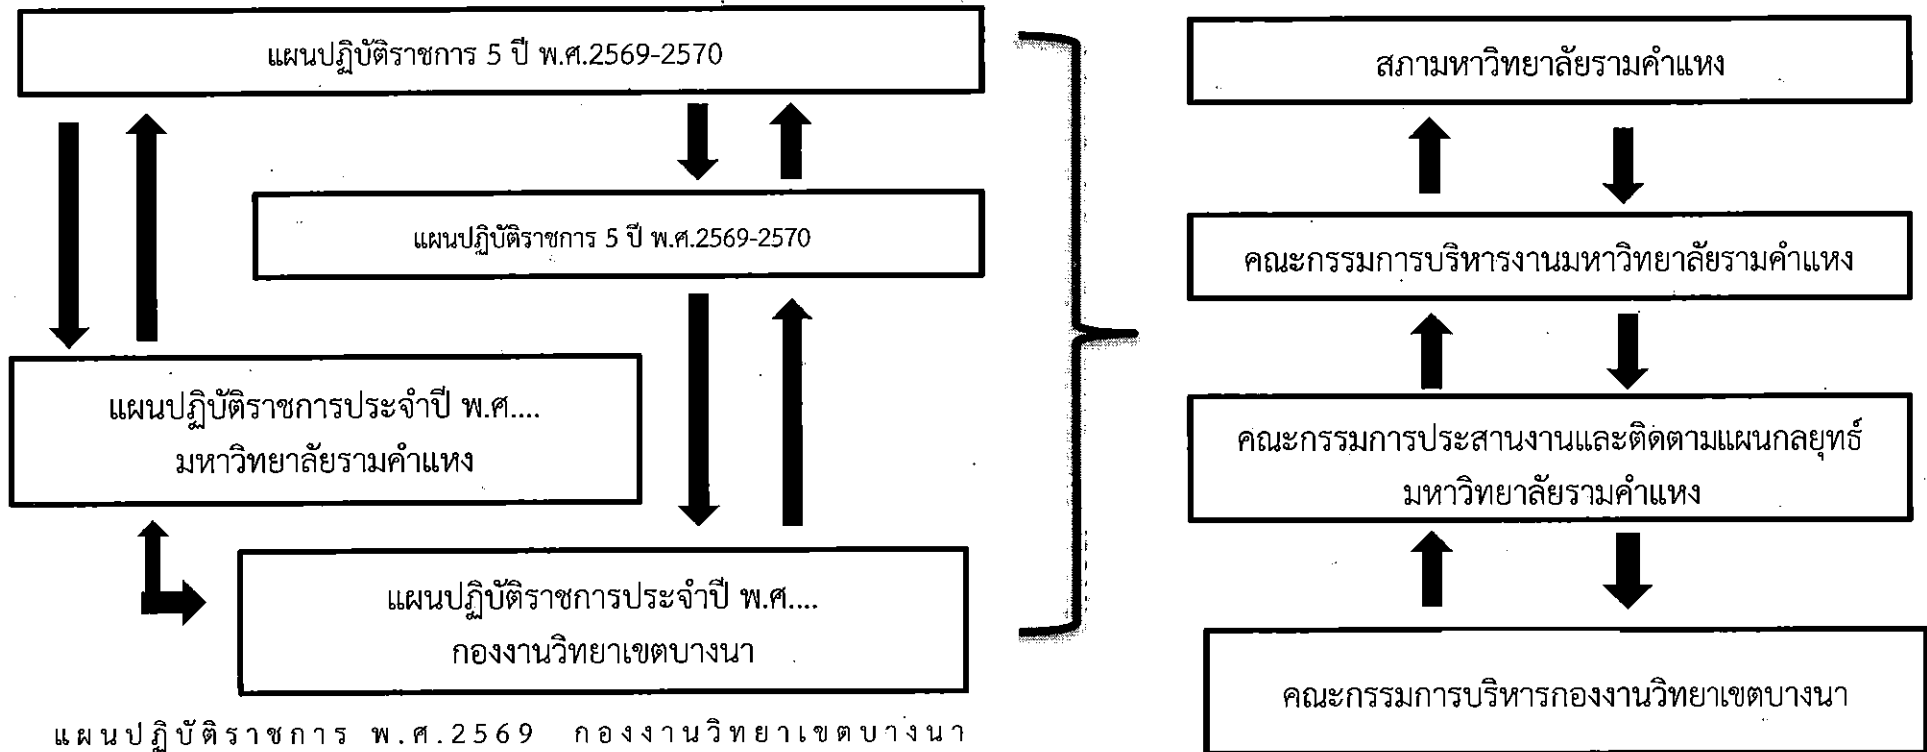 แผนปฏิบัติราชการ 5 ปี พ.ศ.2569-2570
แผนปฏิบัติราชการ 5 ปี พ.ศ.2569-2570
แผนปฏิบัติราชการประจำปี พ.ศ....
มหาวิทยาลัยรามคำแหง
แผนปฏิบัติราชการประจำปี พ.ศ....
กองงานวิทยาเขตบางนา
สภามหาวิทยาลัยรามคำแหง
คณะกรรมการบริหารงานมหาวิทยาลัยรามคำแหง
คณะกรรมการประสานงานและติดตามแผนกลยุทธ์
มหาวิทยาลัยรามคำแหง
คณะกรรมการบริหารกองงานวิทยาเขตบางนา
แผนปฏิบัติราชการ พ.ศ.2569 กองงานวิทยาเขตบางนา